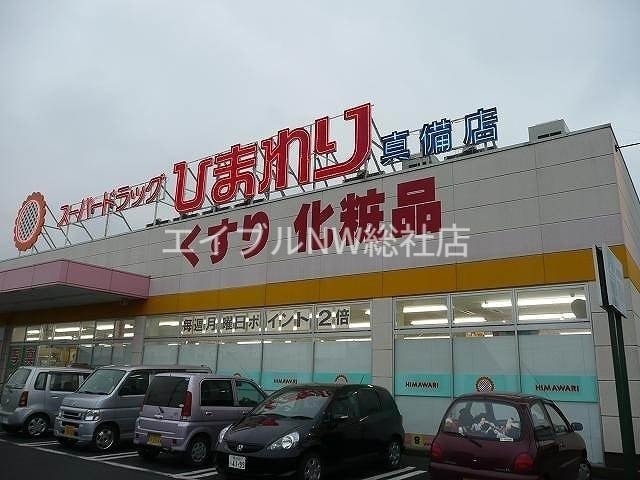 スーパードラッグ ひまわり 真備店
くすり 化粧品
エイブルNW総社店
毎週月曜日ポイント2倍
HIMAWARI
HIMAWARI